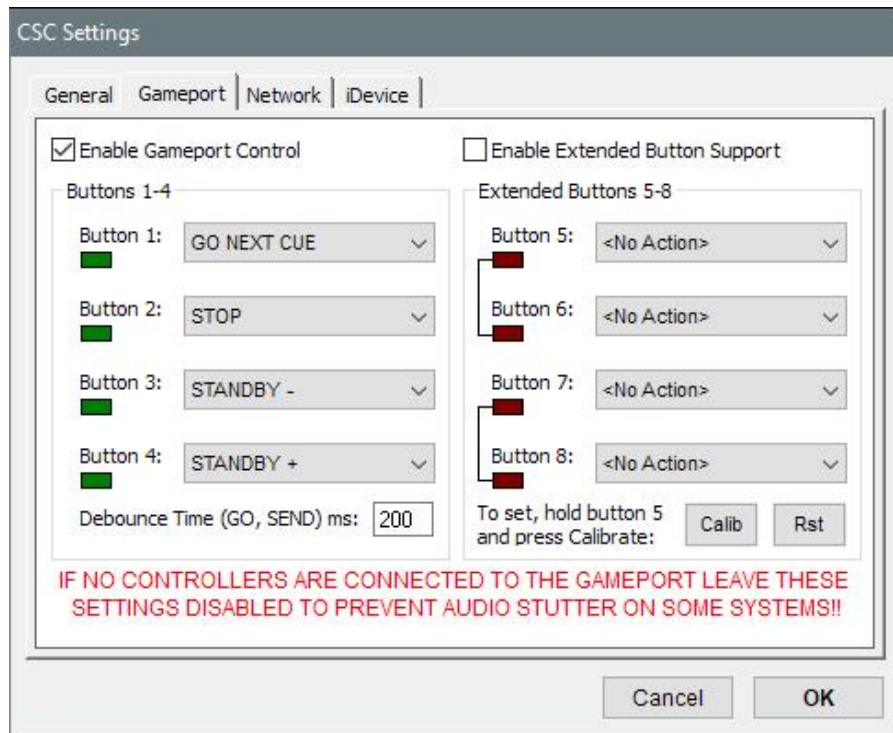 CSC Settings
General Gameport Network iDevice
Enable Gameport Control
Enable Extended Button Support
Buttons 1-4
Button 1: GO NEXT CUE
Button 2: STOP
Button 3: STANDBY -
Button 4: STANDBY +
Debounce Time (GO, SEND) ms: 200
Extended Buttons 5-8
Button 5: <No Action>
Button 6: <No Action>
Button 7: <No Action>
Button 8: <No Action>
To set, hold button 5
and press Calibrate:
Calib Rst
IF NO CONTROLLERS ARE CONNECTED TO THE GAMEPORT LEAVE THESE
SETTINGS DISABLED TO PREVENT AUDIO STUTTER ON SOME SYSTEMS!!
Cancel OK